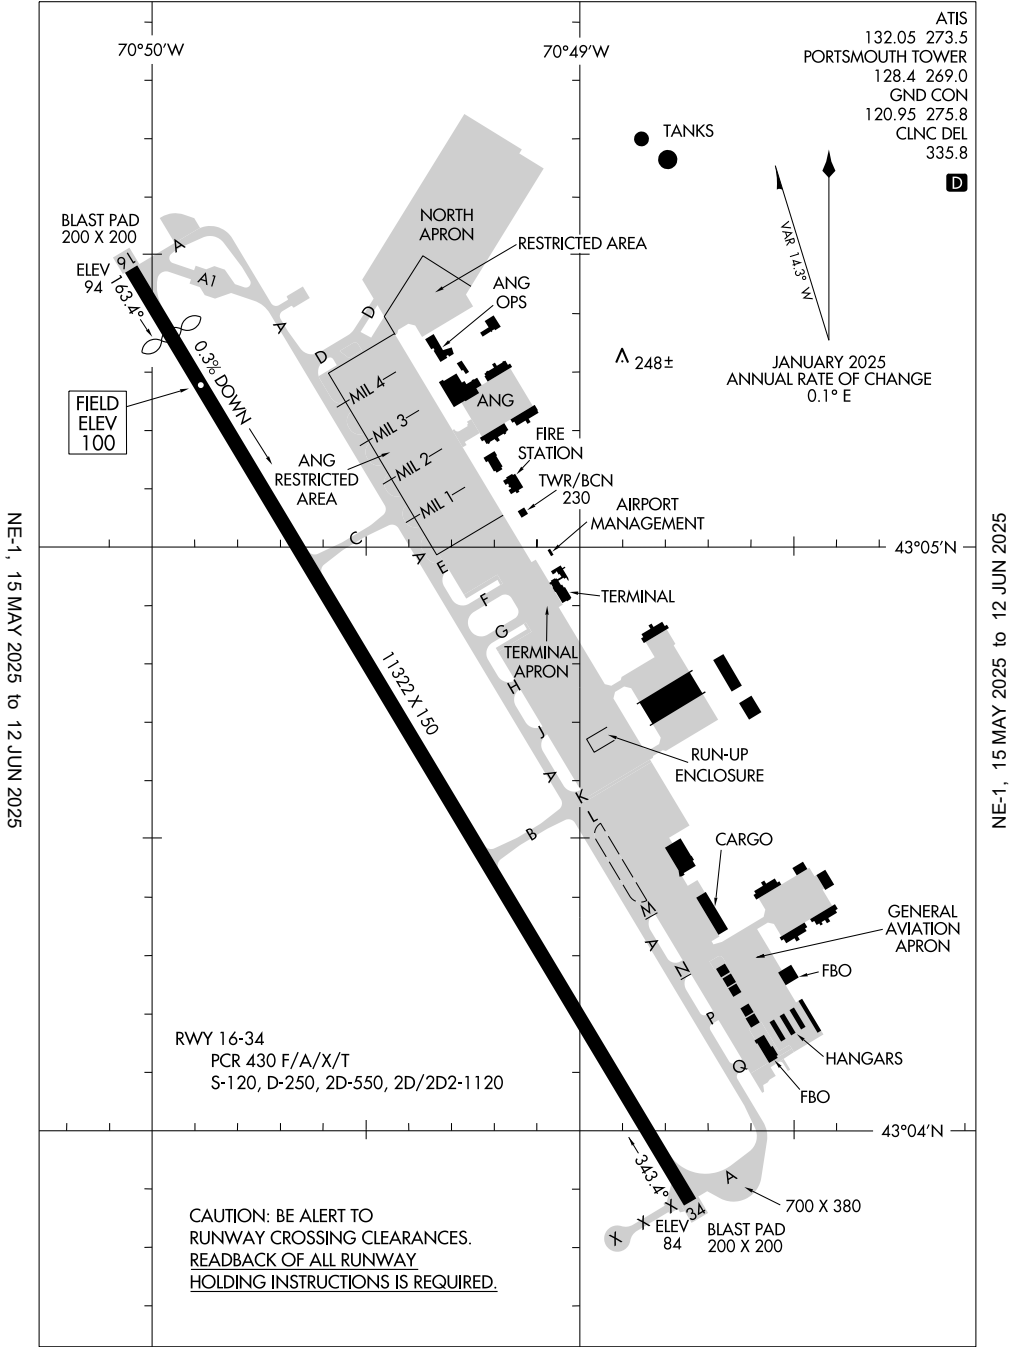 70°50'W
70°49'W
ATIS
132.05 273.5
PORTSMOUTH TOWER
128.4 269.0
GND CON
120.95 275.8
CLNC DEL
335.8
D
TANKS
VAR 14.3° W
JANUARY 2025
ANNUAL RATE OF CHANGE
0.1° E
BLAST PAD
200 X 200
16
ELEV
94
163.4°
A
A1
A
D
D
NORTH
APRON
RESTRICTED AREA
ANG
OPS
248±
0.3% DOWN
FIELD
ELEV
100
MIL 4
MIL 3
MIL 2
MIL 1
ANG
ANG
RESTRICTED
AREA
FIRE
STATION
TWR/BCN
230
AIRPORT
MANAGEMENT
43°05'N
C
A
E
F
G
H
J
A
K
L
B
TERMINAL
TERMINAL
APRON
11322 X 150
RUN-UP
ENCLOSURE
CARGO
M
A
N
P
Q
GENERAL
AVIATION
APRON
FBO
HANGARS
FBO
RWY 16-34
PCR 430 F/A/X/T
S-120, D-250, 2D-550, 2D/2D2-1120
43°04'N
343.4°
A
700 X 380
X
X
X
34
ELEV
84
BLAST PAD
200 X 200
CAUTION: BE ALERT TO
RUNWAY CROSSING CLEARANCES.
READBACK OF ALL RUNWAY
HOLDING INSTRUCTIONS IS REQUIRED.
NE-1, 15 MAY 2025 to 12 JUN 2025
NE-1, 15 MAY 2025 to 12 JUN 2025